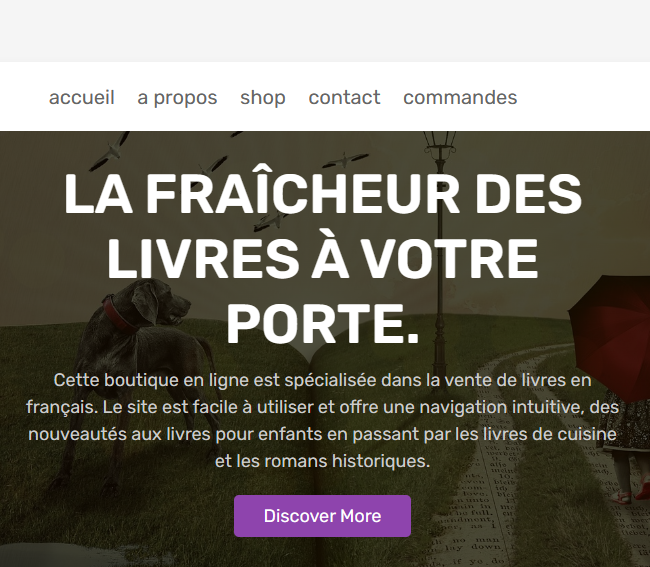 accueil a propos shop contact commandes
LA FRAÎCHEUR DES
LIVRES À VOTRE
PORTE.
Cette boutique en ligne est spécialisée dans la vente de livres en
français. Le site est facile à utiliser et offre une navigation intuitive, des
nouveautés aux livres pour enfants en passant par les livres de cuisine
et les romans historiques.
Discover More